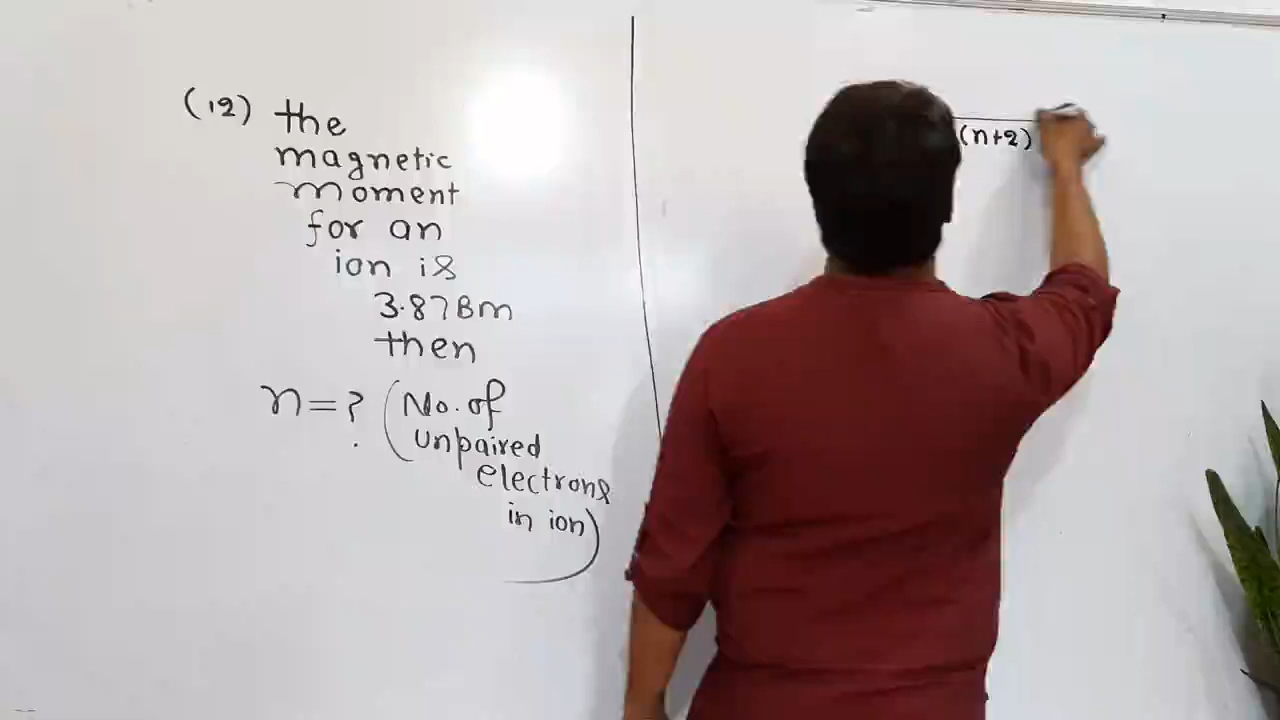 (12) the
magnetic
moment
for an
ion is
3.87Bm
then
n=? (No. of
unpaired
electrons
in ion)
(n+2)